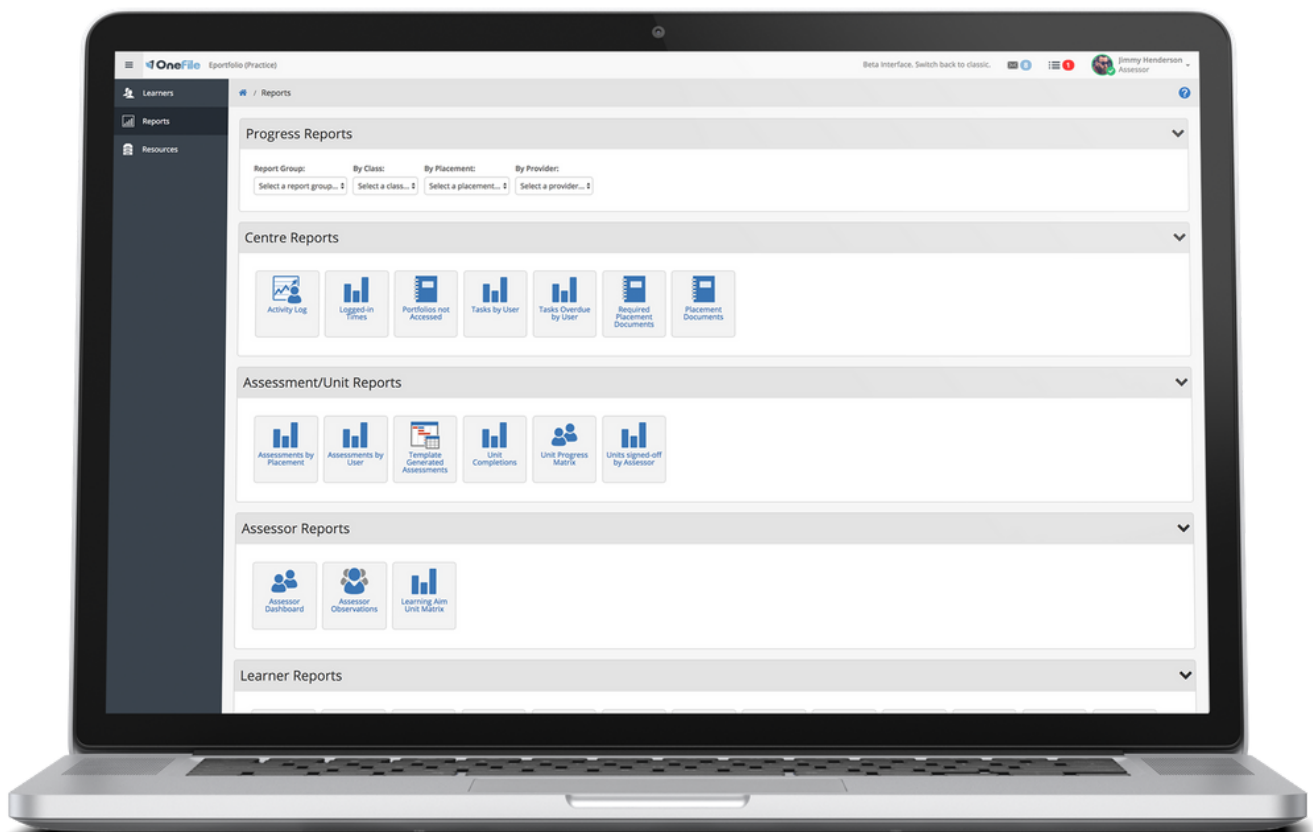 OneFile Eportfolio (Practice)
Beta Interface. Switch back to classic.
1
Jimmy Henderson
Assessor
Learners
Reports
Resources
/ Reports
?
Progress Reports
Report Group:
By Class:
By Placement:
By Provider:
Select a report group...
Select a class...
Select a placement...
Select a provider...
Centre Reports
Activity Log
Logged-in
Times
Portfolios not
Accessed
Tasks by User
Tasks Overdue
by User
Required
Placement
Documents
Placement
Documents
Assessment/Unit Reports
Assessments by
Placement
Assessments by
User
Template
Generated
Assessments
Unit
Completions
Unit Progress
Matrix
Units signed-off
by Assessor
Assessor Reports
Assessor
Dashboard
Assessor
Observations
Learning Aim
Unit Matrix
Learner Reports